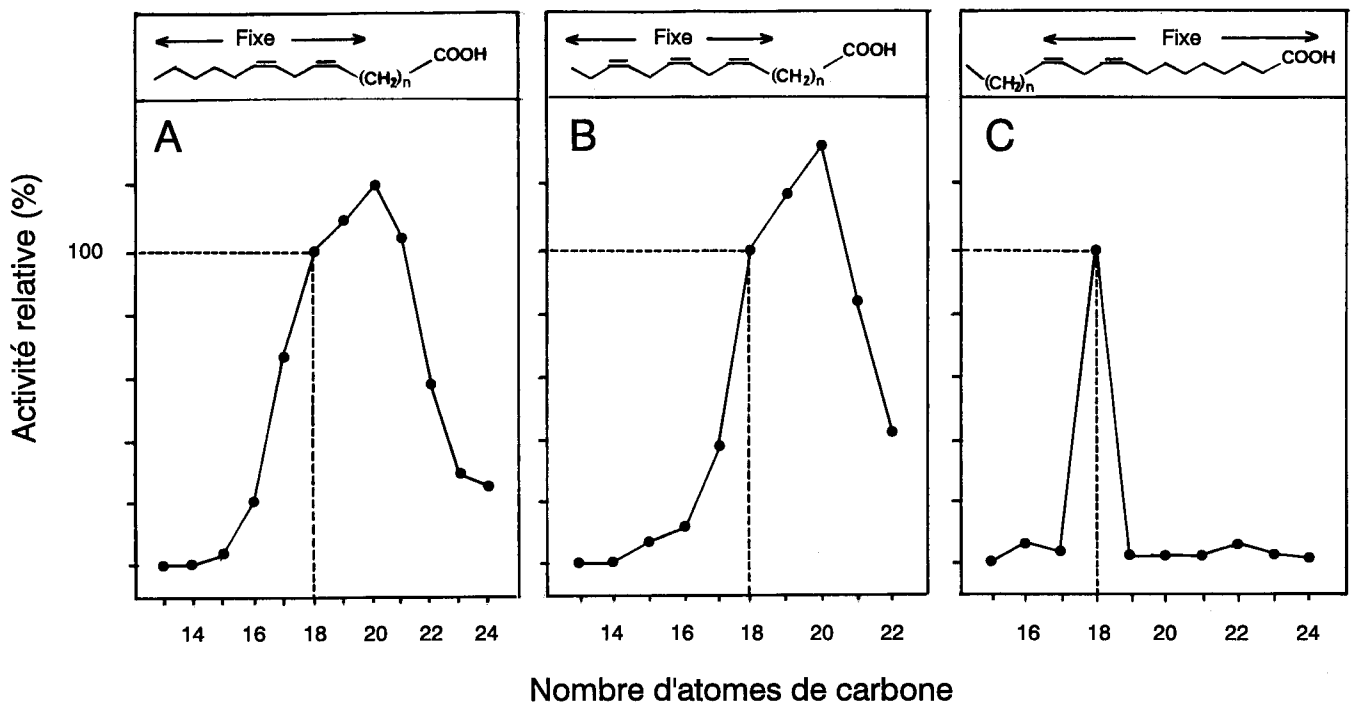 Fixe
COOH
(CH2)n
Fixe
COOH
(CH2)n
Fixe
COOH
(CH2)n
A
B
C
Activité relative (%)
100
14 16 18 20 22 24
14 16 18 20 22
16 18 20 22 24
Nombre d'atomes de carbone